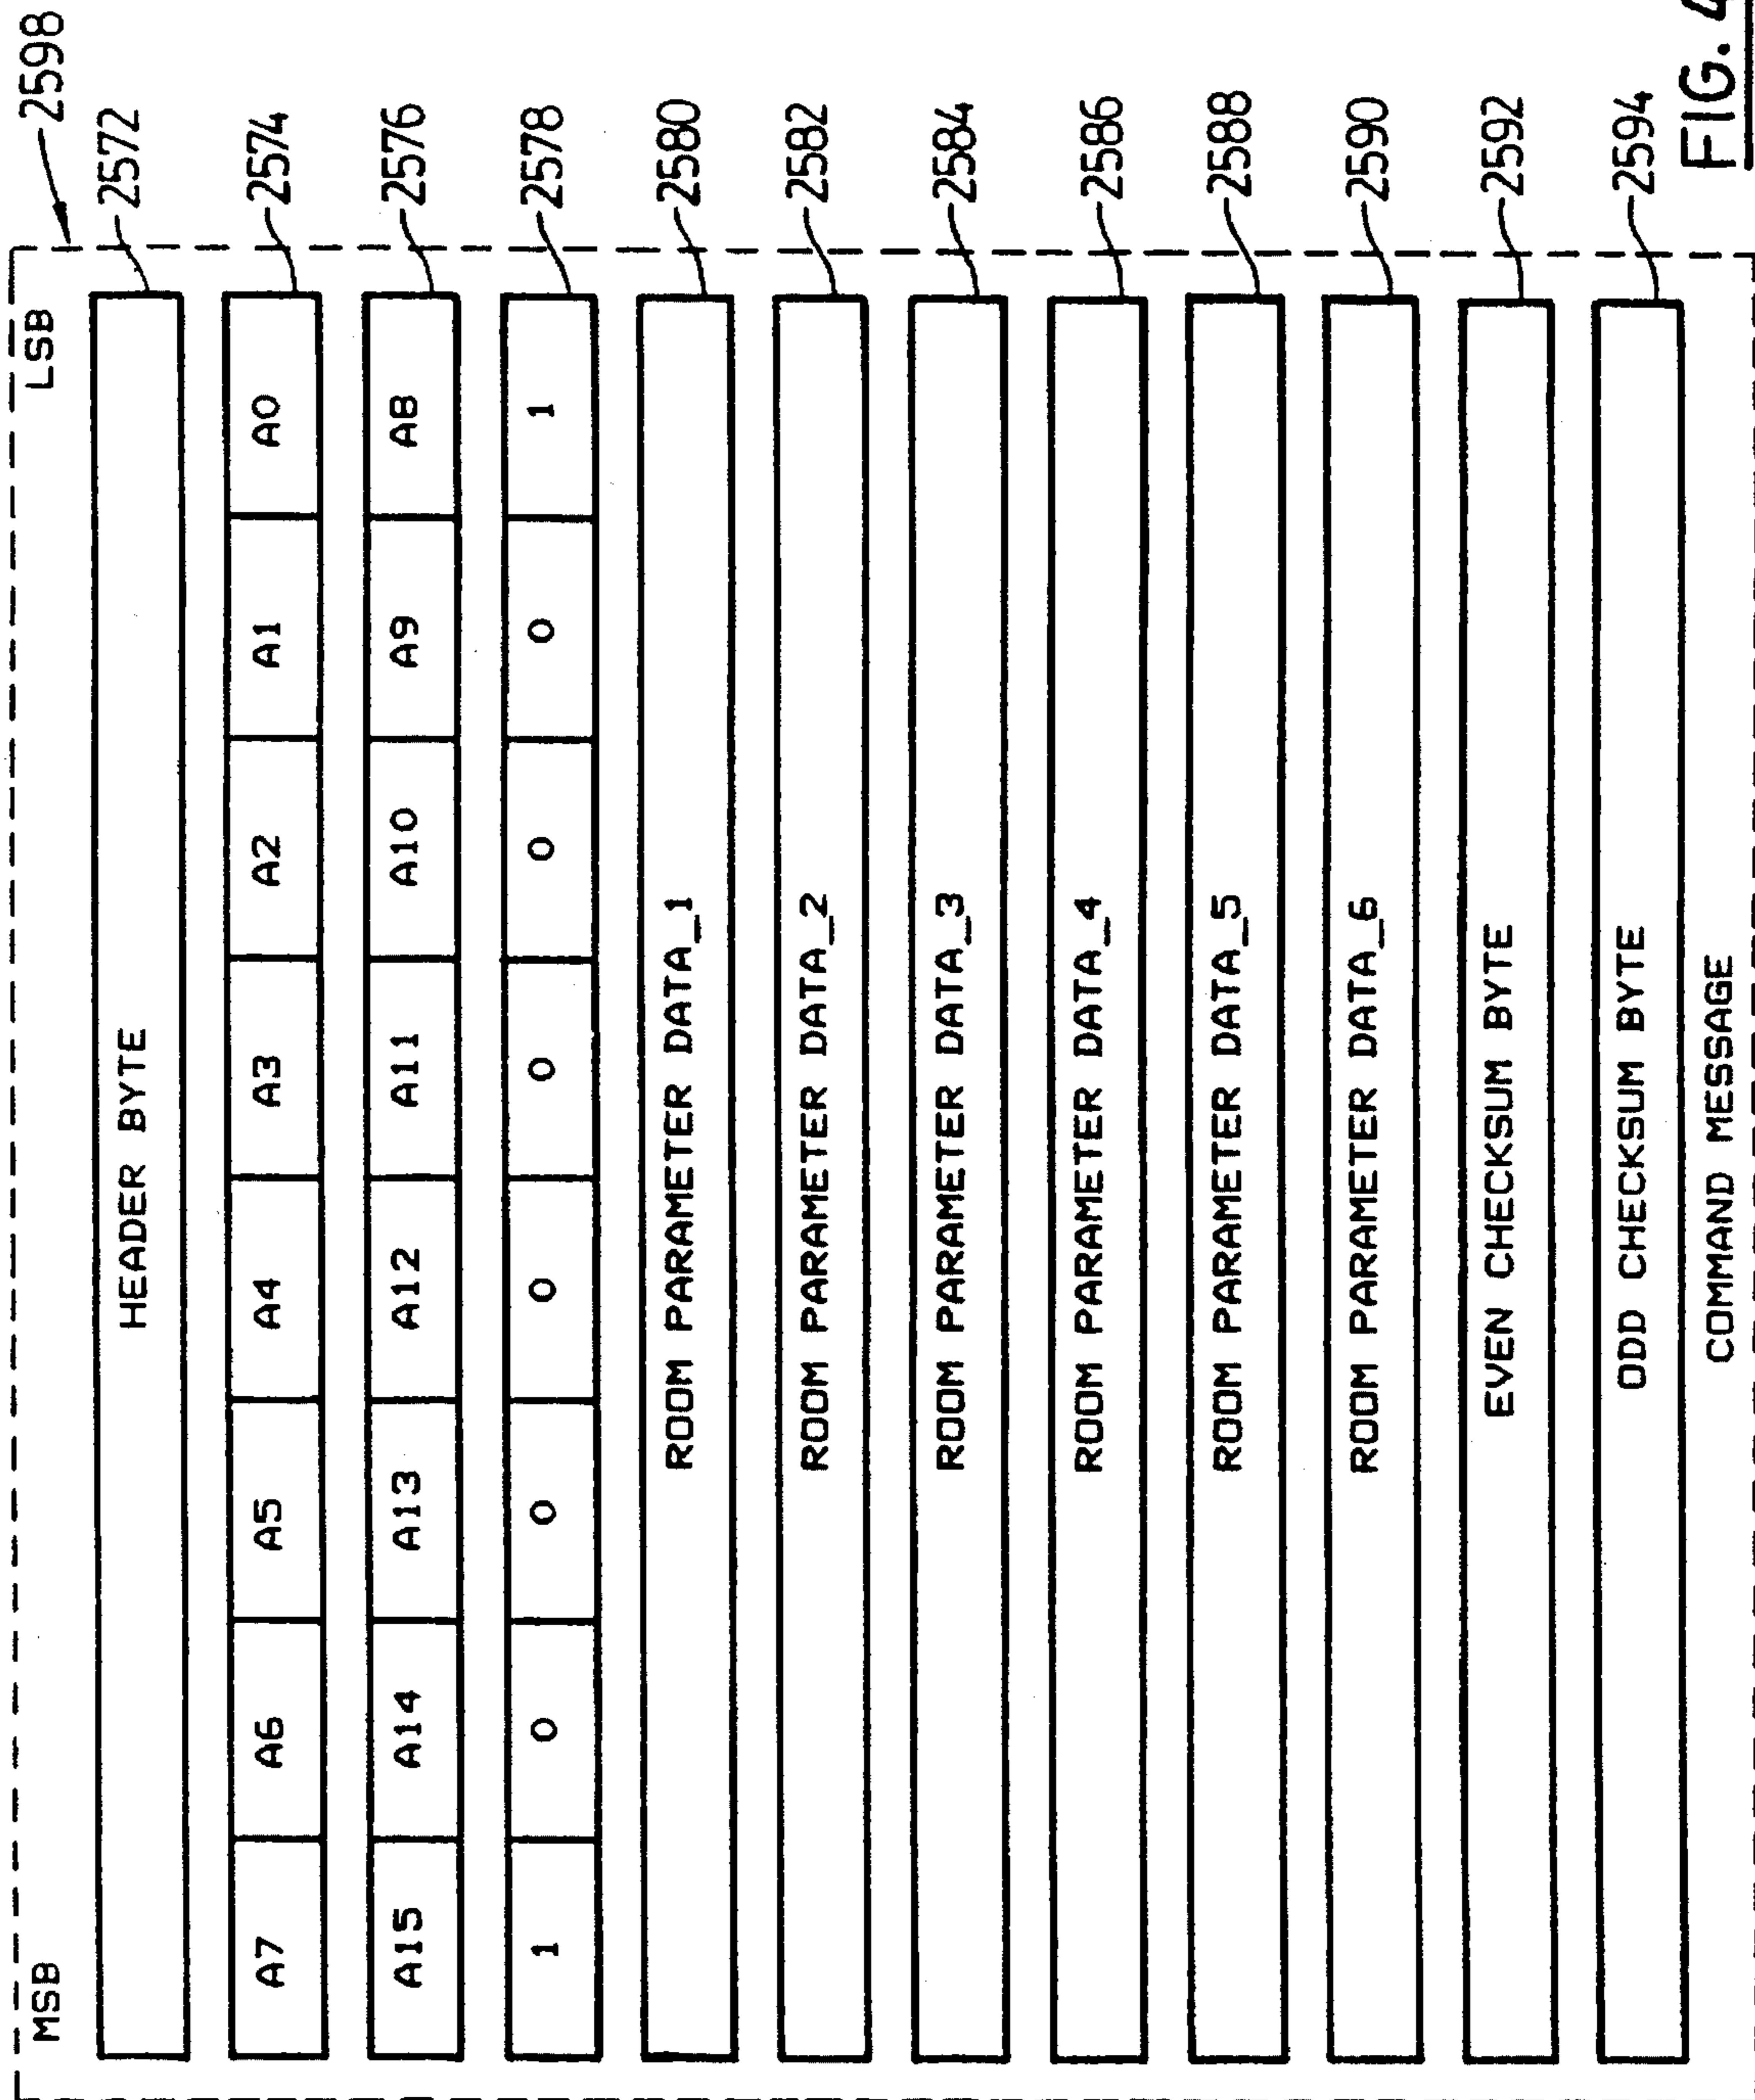 2598
MSB LSB
HEADER BYTE 2572
A7 A6 A5 A4 A3 A2 A1 A0 2574
A15 A14 A13 A12 A11 A10 A9 A8 2576
1 0 0 0 0 0 0 1 2578
ROOM PARAMETER DATA_1 2580
ROOM PARAMETER DATA_2 2582
ROOM PARAMETER DATA_3 2584
ROOM PARAMETER DATA_4 2586
ROOM PARAMETER DATA_5 2588
ROOM PARAMETER DATA_6 2590
EVEN CHECKSUM BYTE 2592
ODD CHECKSUM BYTE 2594
COMMAND MESSAGE
FIG.